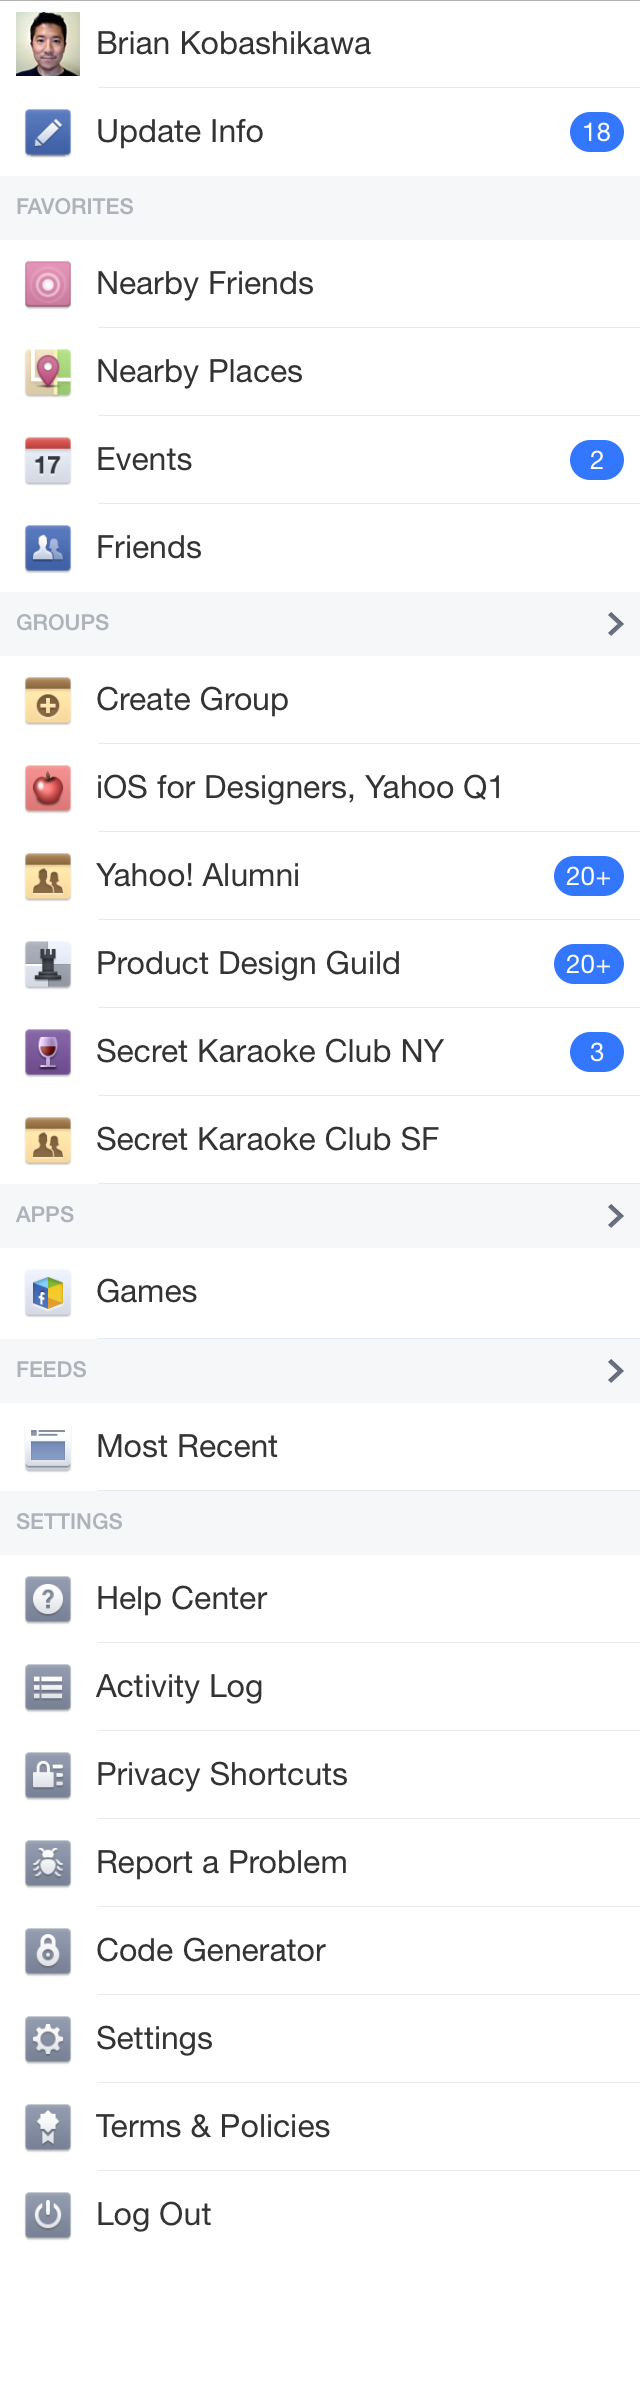 Brian Kobashikawa
Update Info 18
FAVORITES
Nearby Friends
Nearby Places
17 Events 2
Friends
GROUPS
Create Group
iOS for Designers, Yahoo Q1
Yahoo! Alumni 20+
Product Design Guild 20+
Secret Karaoke Club NY 3
Secret Karaoke Club SF
APPS
f Games
FEEDS
Most Recent
SETTINGS
? Help Center
Activity Log
Privacy Shortcuts
Report a Problem
Code Generator
Settings
Terms & Policies
Log Out